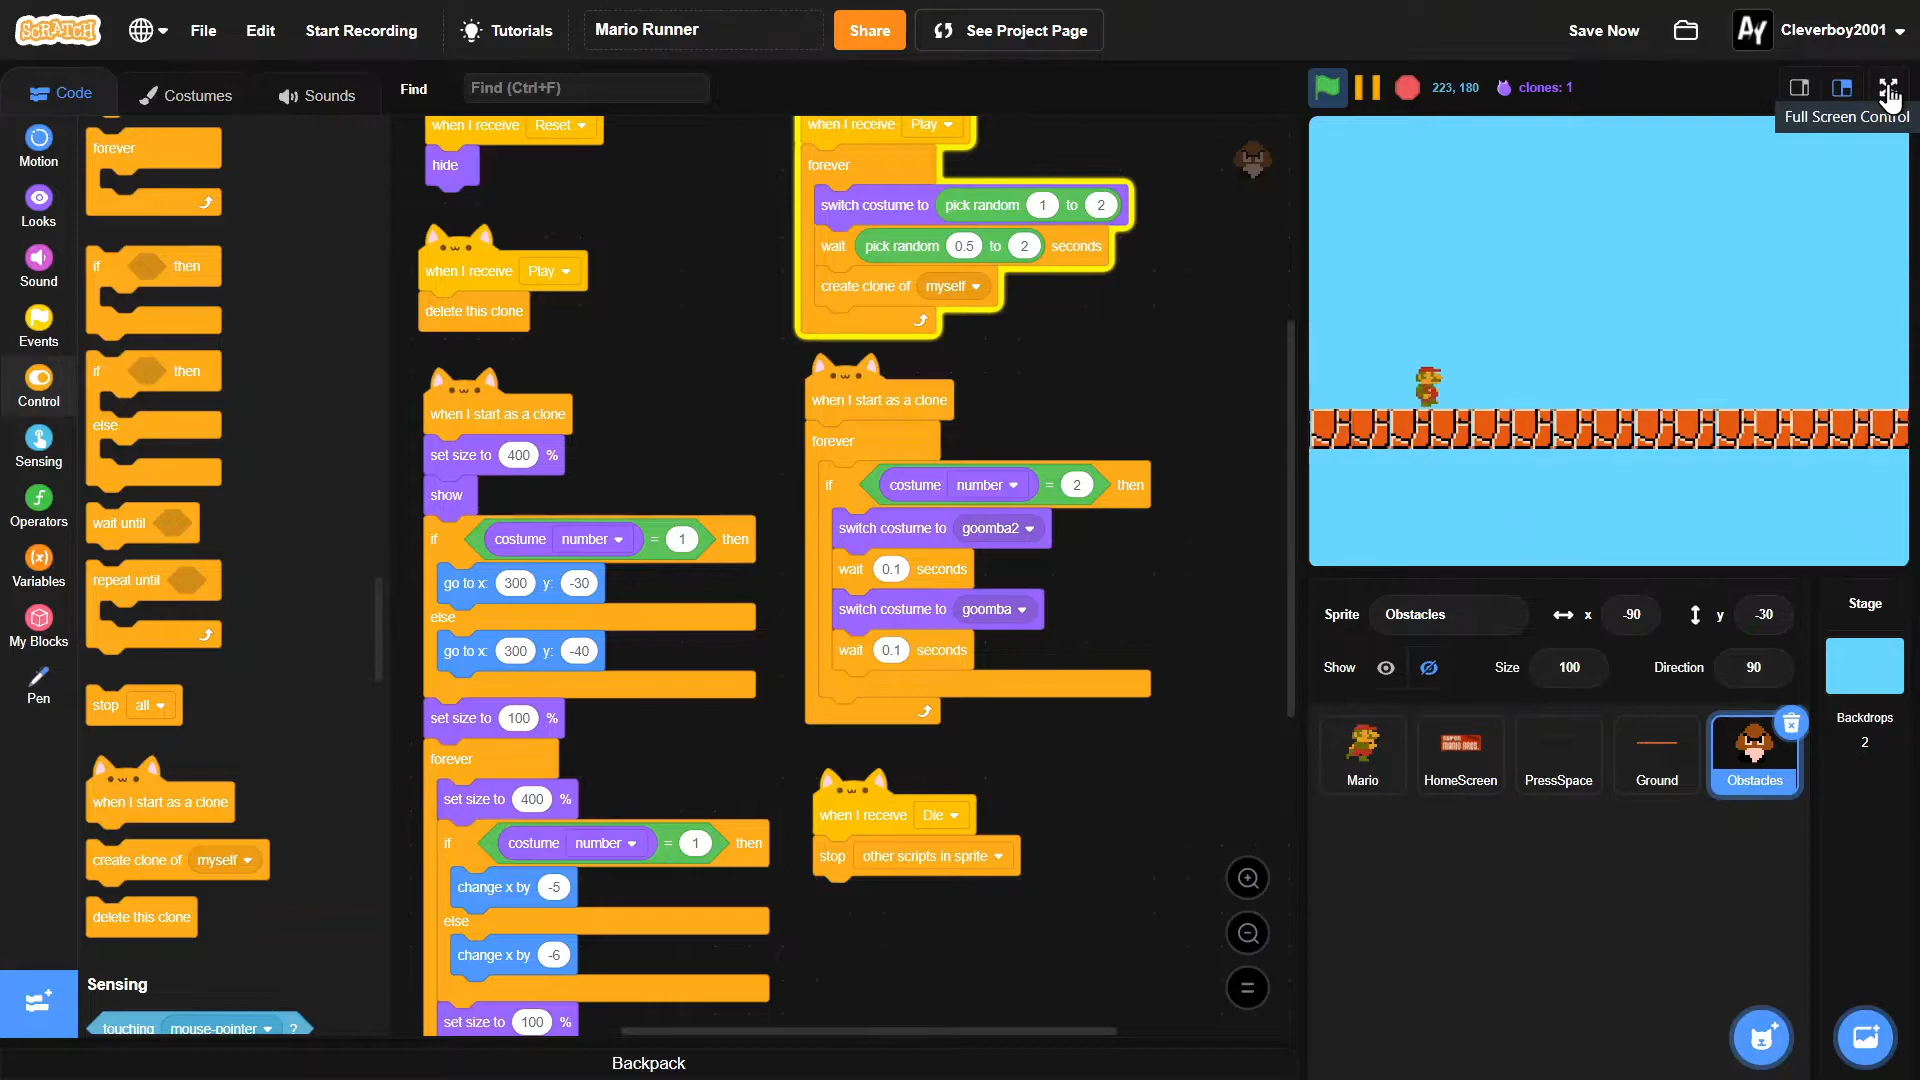 SCRATCH
File
Edit
Start Recording
Tutorials
Mario Runner
Share
See Project Page
Save Now
Ay
Cleverboy2001
Code
Costumes
Sounds
Find
Find (Ctrl+F)
223, 180
clones: 1
Full Screen Control
Motion
Looks
Sound
Events
Control
Sensing
Operators
Variables
My Blocks
Pen
forever
if then
if then
else
wait until
repeat until
stop all
when I start as a clone
create clone of myself
delete this clone
Sensing
touching mouse-pointer ?
when I receive Reset
hide
when I receive Play
delete this clone
when I start as a clone
set size to 400 %
show
if costume number = 1 then
go to x: 300 y: -30
else
go to x: 300 y: -40
set size to 100 %
forever
set size to 400 %
if costume number = 1 then
change x by -5
else
change x by -6
set size to 100 %
when I receive Play
forever
switch costume to pick random 1 to 2
wait pick random 0.5 to 2 seconds
create clone of myself
when I start as a clone
forever
if costume number = 2 then
switch costume to goomba2
wait 0.1 seconds
switch costume to goomba
wait 0.1 seconds
when I receive Die
stop other scripts in sprite
Backpack
Sprite Obstacles x -90 y -30
Show Size 100 Direction 90
Stage
Backdrops
2
Mario
HomeScreen
SUPER
MARIO BROS.
PressSpace
Ground
Obstacles